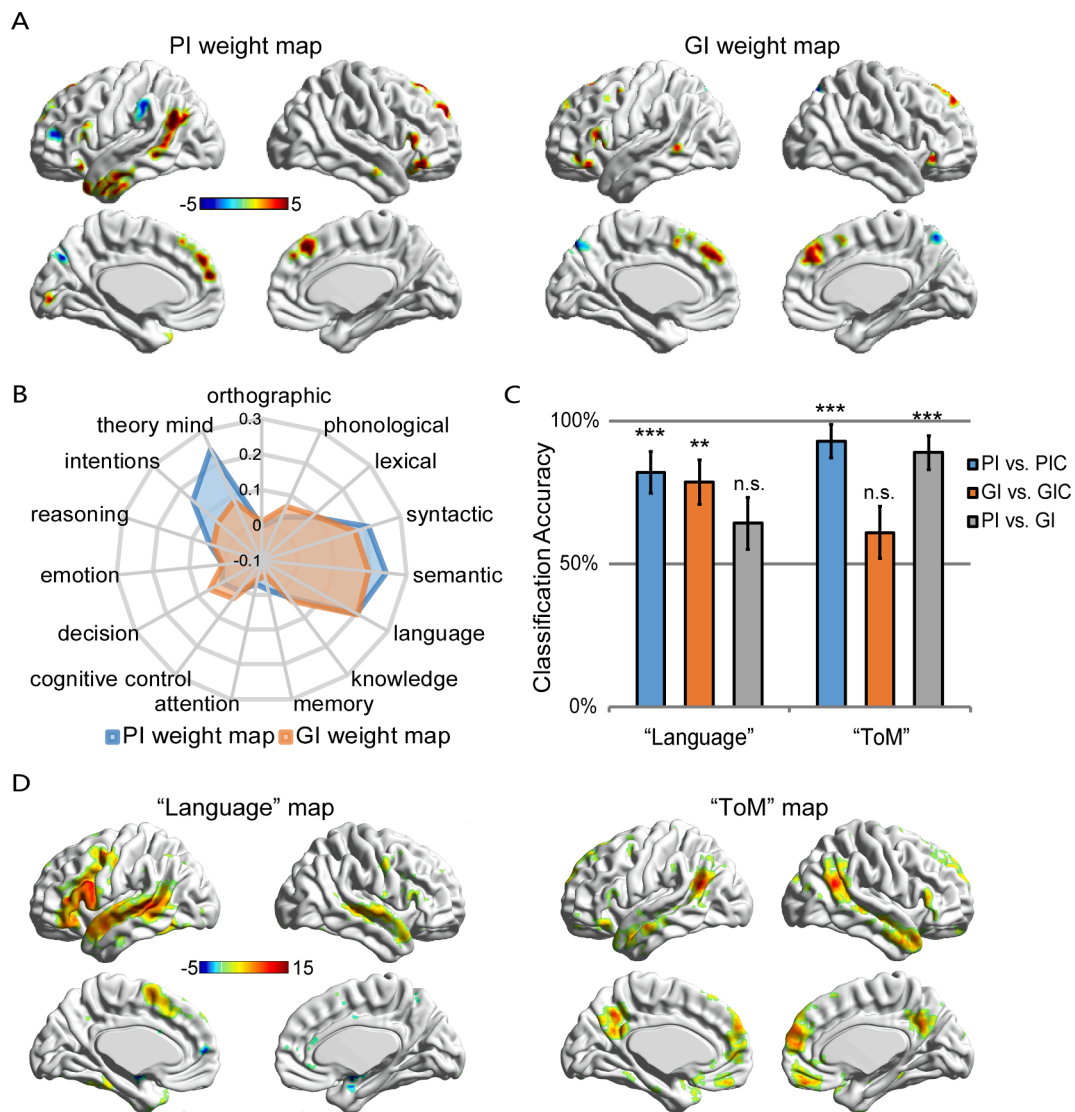 A
PI weight map
GI weight map
-5
5
B
orthographic
phonological
lexical
syntactic
semantic
language
knowledge
memory
attention
cognitive control
decision
emotion
reasoning
intentions
theory mind
0.3
0.2
0.1
0
-0.1
PI weight map
GI weight map
C
Classification Accuracy
100%
50%
0%
***
**
n.s.
***
n.s.
***
“Language”
“ToM”
PI vs. PIC
GI vs. GIC
PI vs. GI
D
“Language” map
“ToM” map
-5
15